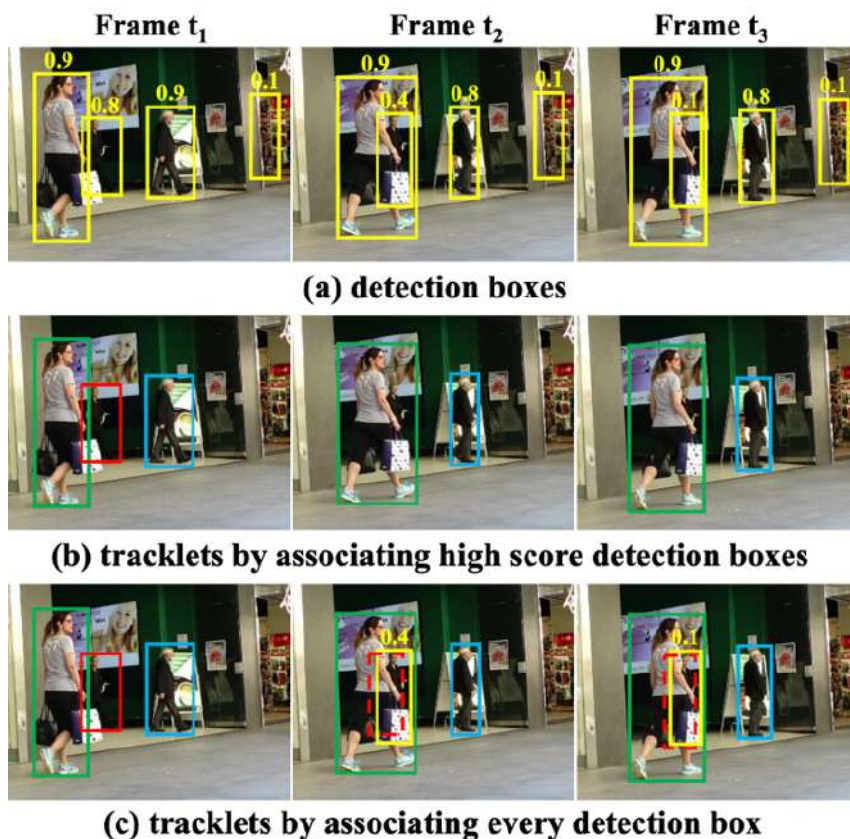 Frame t₁ Frame t₂ Frame t₃
0.9 0.8 0.9 0.1 0.9 0.4 0.8 0.1 0.9 0.1 0.8 0.1
(a) detection boxes
(b) tracklets by associating high score detection boxes
0.4 0.1
(c) tracklets by associating every detection box